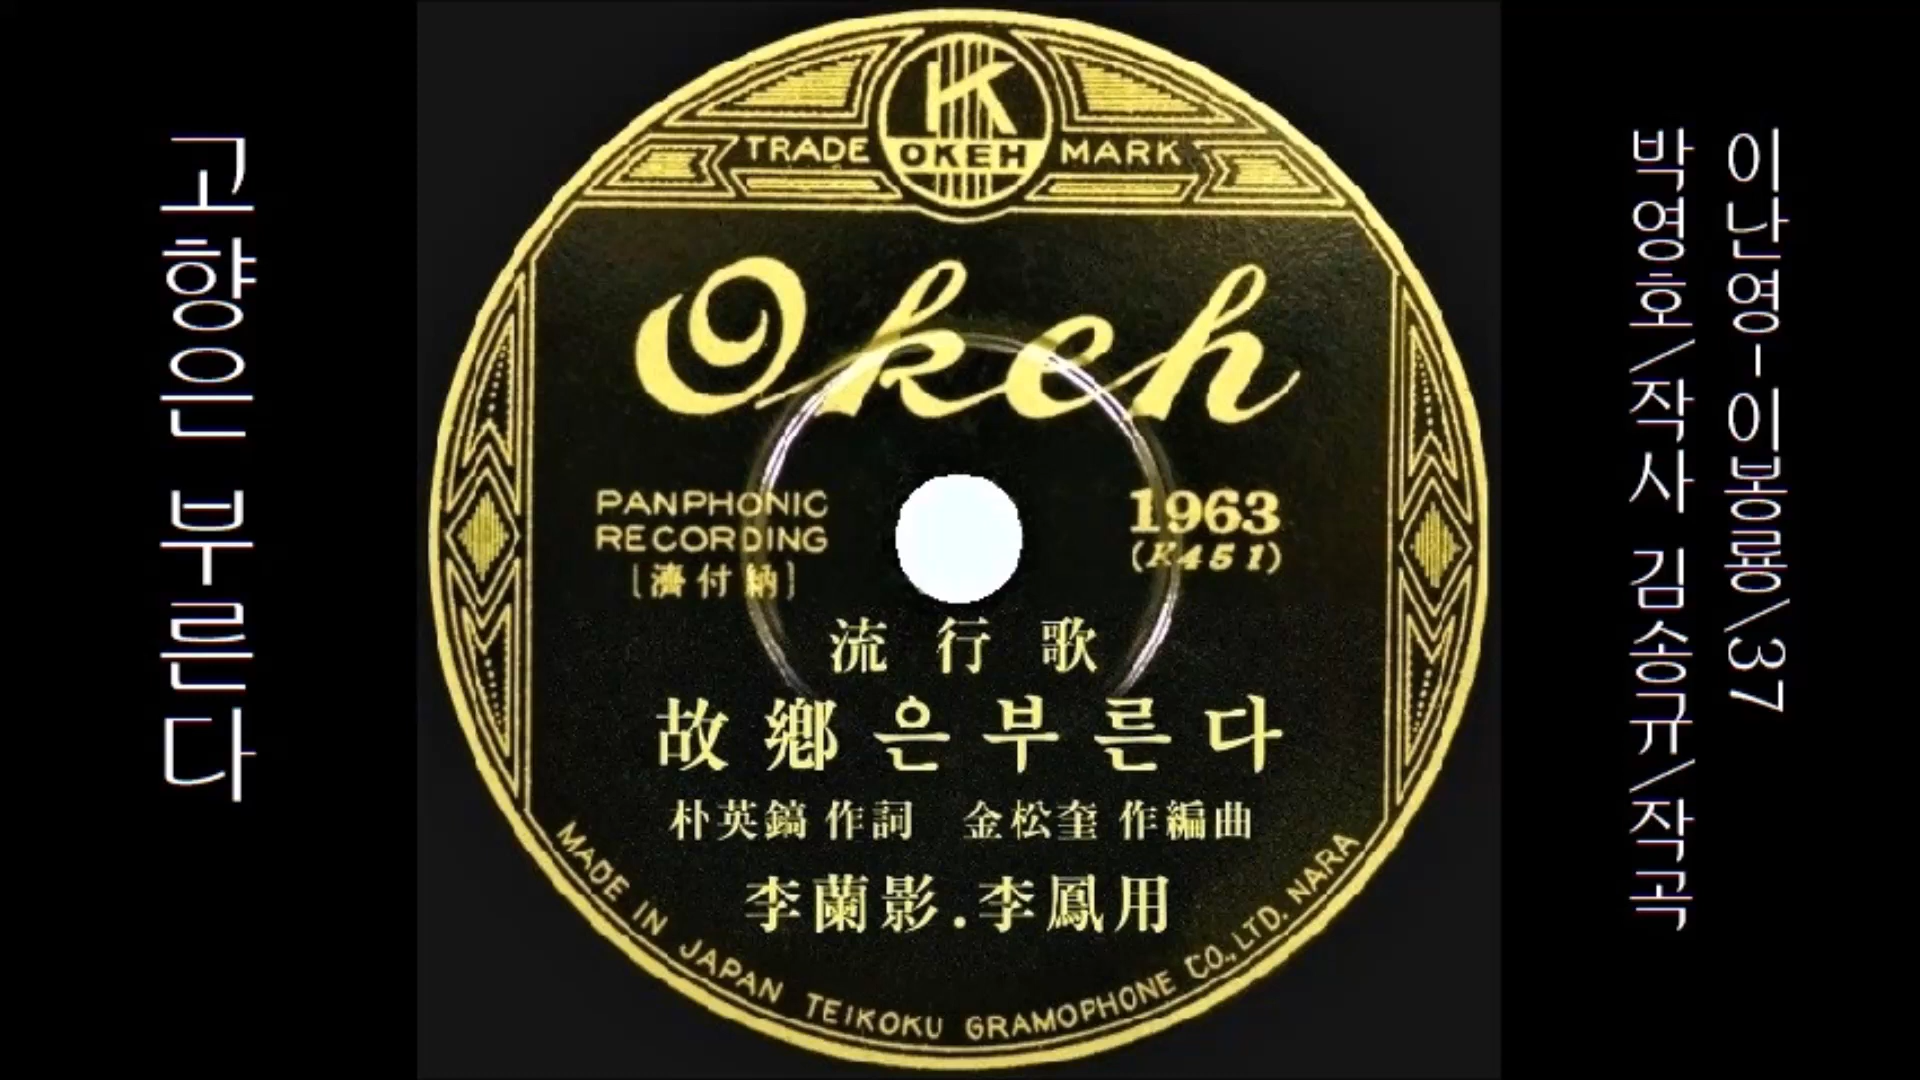 고향은 부른다
K
TRADE OKEH MARK
Okeh
PANPHONIC
RECORDING
[濟付納]
1963
(K451)
流行歌
故鄕은부른다
朴英鎬 作詞 金松奎 作編曲
李蘭影.李鳳用
MADE IN JAPAN TEIKOKU GRAMOPHONE CO., LTD. NARA
이난영-이봉룡\37
박영호/작사 김송규/작곡